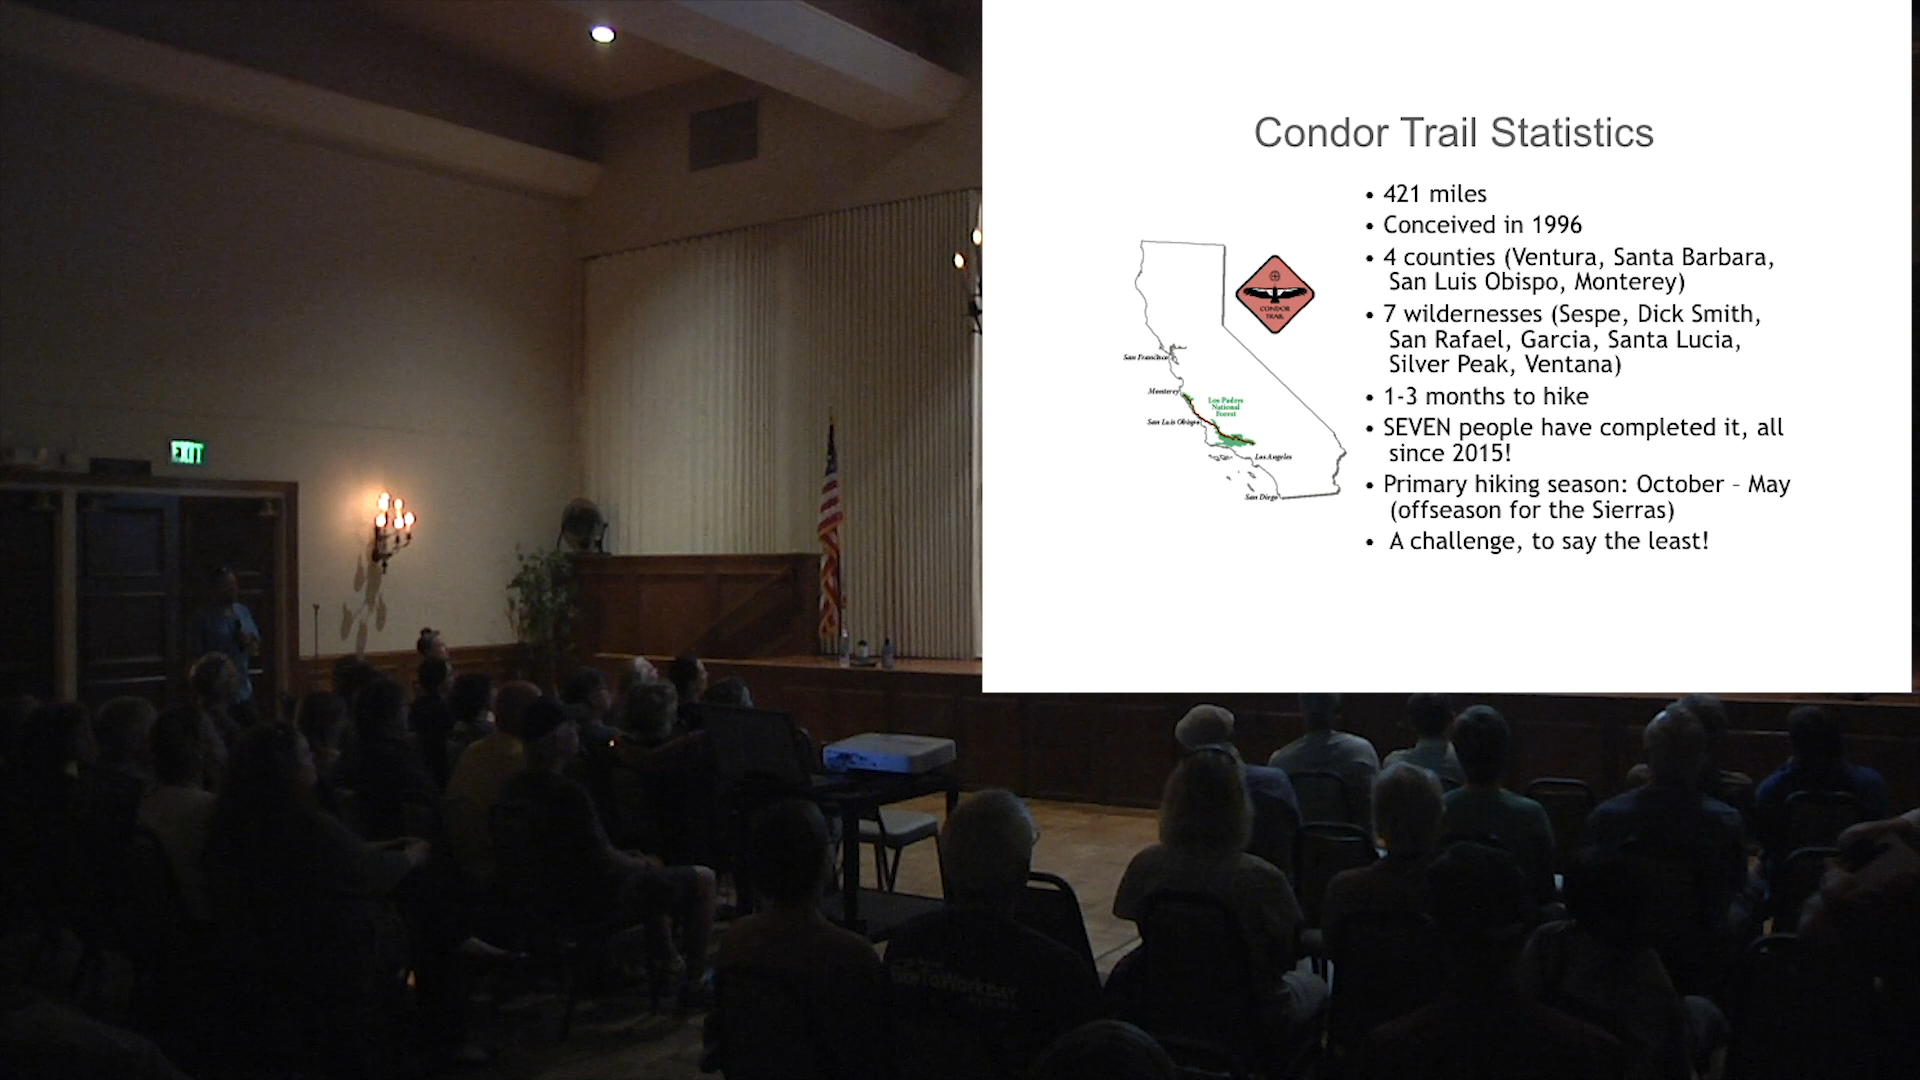 Condor Trail Statistics
• 421 miles
• Conceived in 1996
• 4 counties (Ventura, Santa Barbara,
San Luis Obispo, Monterey)
• 7 wildernesses (Sespe, Dick Smith,
San Rafael, Garcia, Santa Lucia,
Silver Peak, Ventana)
• 1-3 months to hike
• SEVEN people have completed it, all
since 2015!
• Primary hiking season: October – May
(offseason for the Sierras)
• A challenge, to say the least!
CONDOR
TRAIL
San Francisco
Monterey
Los Padres
National
Forest
San Luis Obispo
Los Angeles
San Diego
EXIT